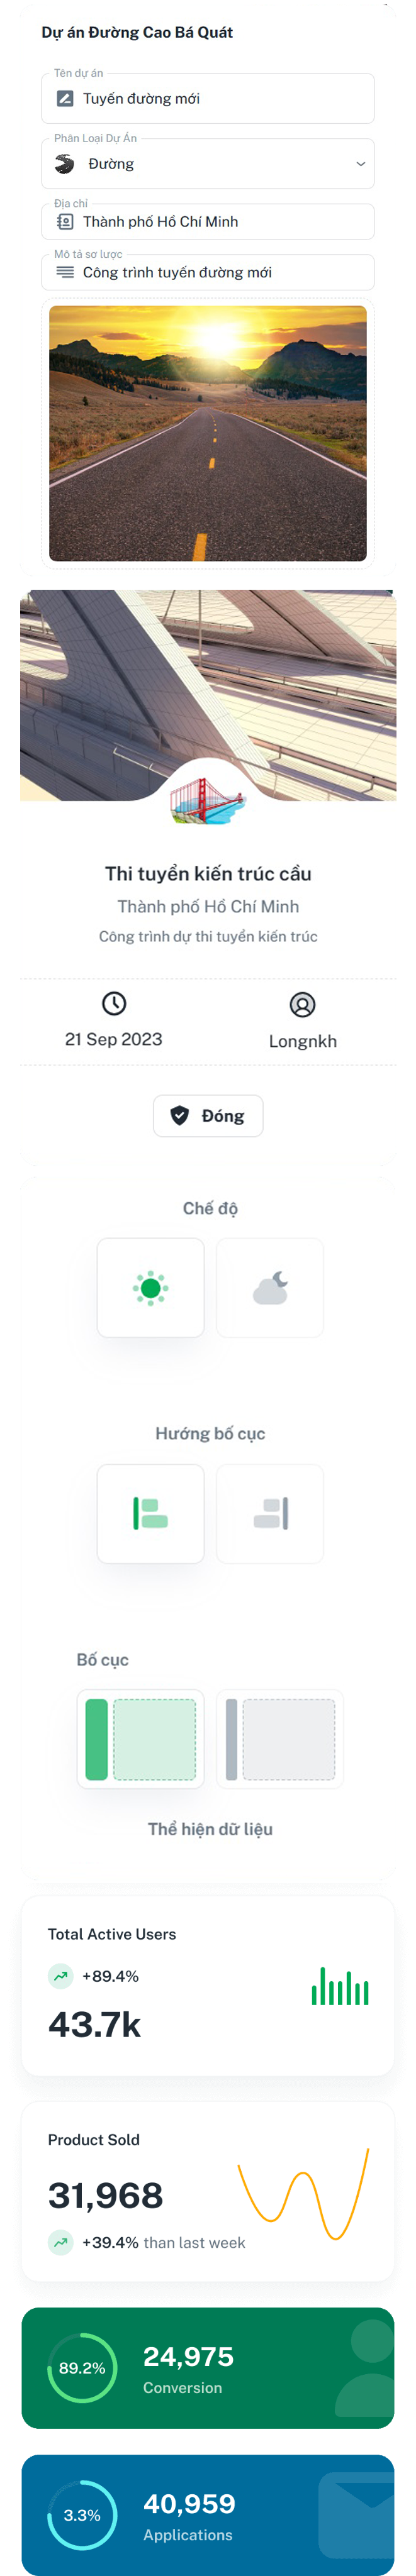 Dự án Đường Cao Bá Quát
Tên dự án
Tuyến đường mới
Phân Loại Dự Án
Đường
Địa chỉ
Thành phố Hồ Chí Minh
Mô tả sơ lược
Công trình tuyến đường mới
Thi tuyển kiến trúc cầu
Thành phố Hồ Chí Minh
Công trình dự thi tuyển kiến trúc
21 Sep 2023
Longnkh
Đóng
Chế độ
Hướng bố cục
Bố cục
Thể hiện dữ liệu
Total Active Users
+89.4%
43.7k
Product Sold
31,968
+39.4% than last week
89.2%
24,975
Conversion
3.3%
40,959
Applications